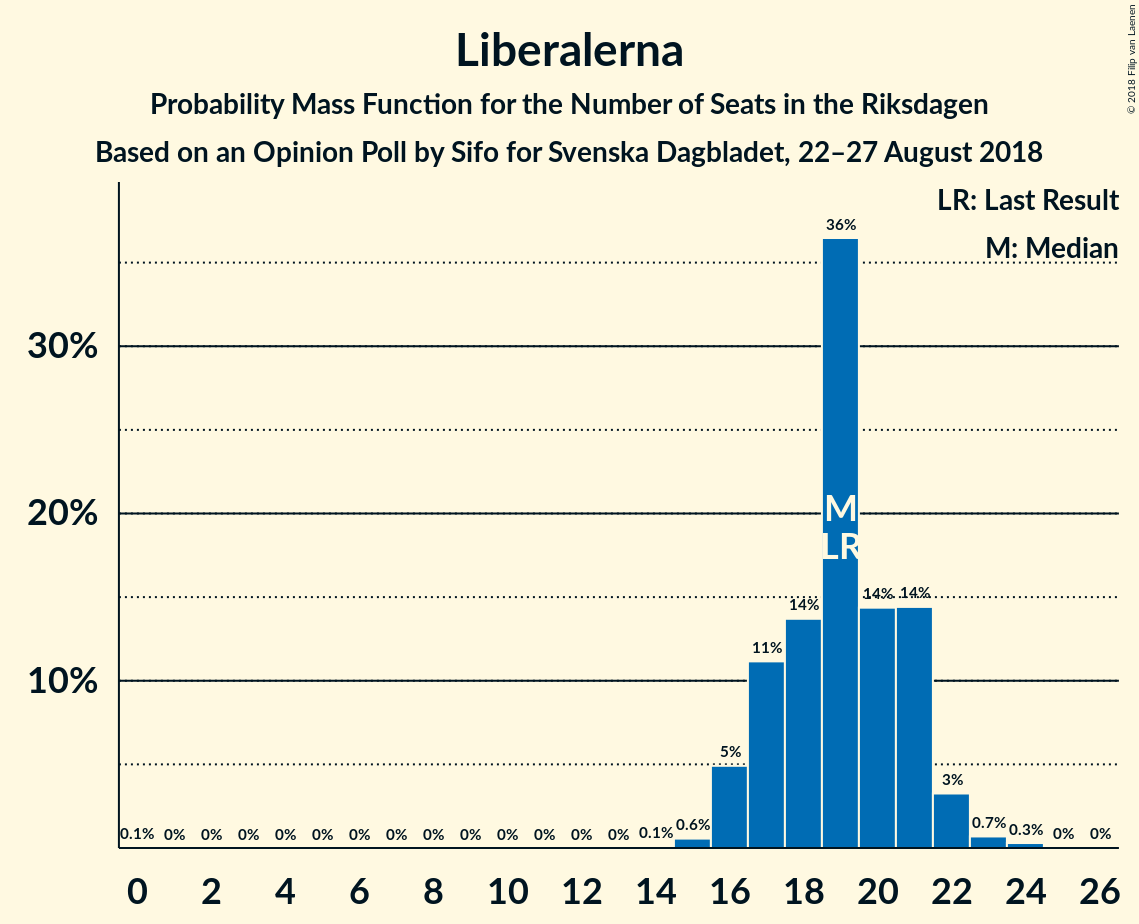 Liberalerna
Probability Mass Function for the Number of Seats in the Riksdagen
Based on an Opinion Poll by Sifo for Svenska Dagbladet, 22–27 August 2018
© 2018 Filip van Laenen
LR: Last Result
M: Median
36%
30%
20%
M
LR
14% 14% 14%
11%
10%
5%
3%
0.1% 0% 0% 0% 0% 0% 0% 0% 0% 0% 0% 0% 0% 0% 0.1% 0.6% 0.7% 0.3% 0% 0%
0 2 4 6 8 10 12 14 16 18 20 22 24 26